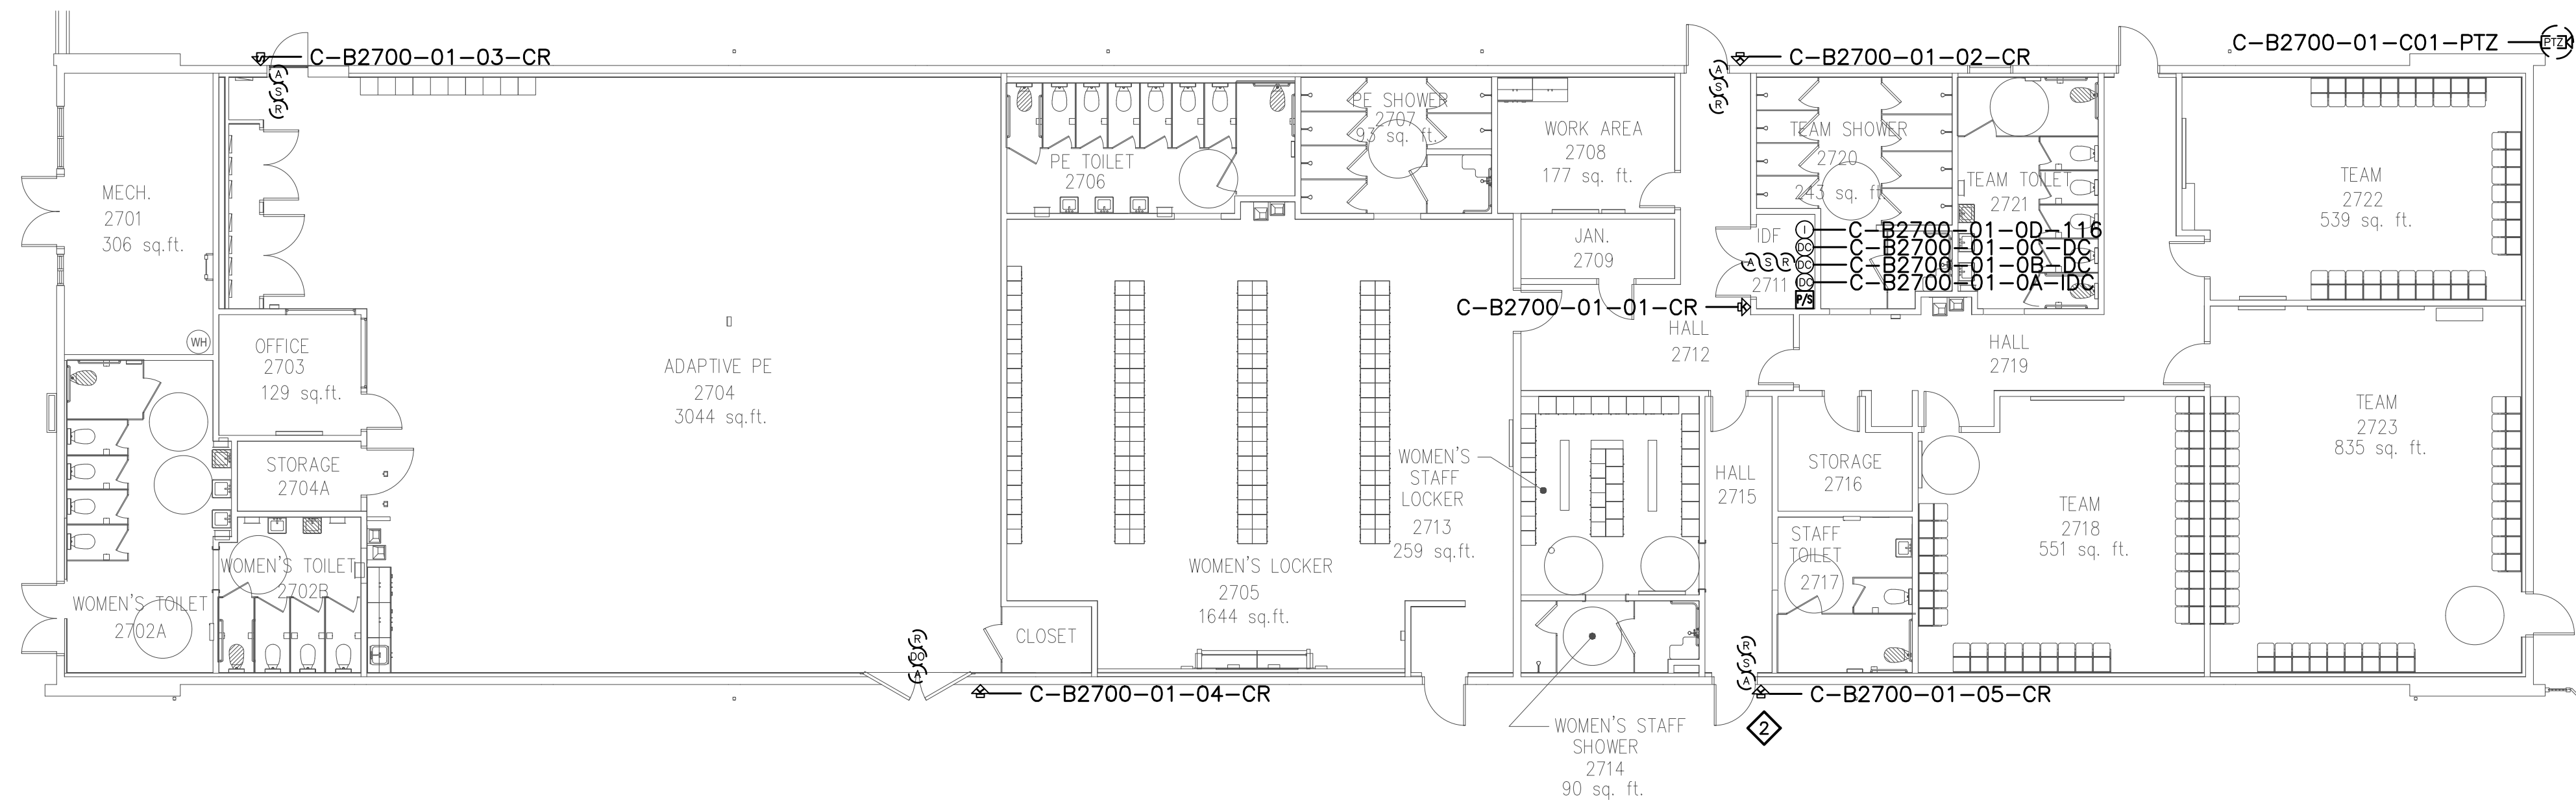 C-B2700-01-03-CR
C-B2700-01-02-CR
C-B2700-01-C01-PTZ
PTZ
A
S
R
A
S
R
PE SHOWER
2707
93 sq. ft.
WORK AREA
2708
177 sq. ft.
TEAM SHOWER
2720
243 sq. ft.
PE TOILET
2706
MECH.
2701
306 sq.ft.
TEAM TOILET
2721
TEAM
2722
539 sq. ft.
JAN.
2709
IDF
2711
A S R
I
C-B2700-01-0D-116
DC
C-B2700-01-0C-DC
DC
C-B2700-01-0B-DC
C-B2700-01-0A-IDC
P/S
C-B2700-01-01-CR
HALL
2712
HALL
2719
WH
OFFICE
2703
129 sq.ft.
ADAPTIVE PE
2704
3044 sq.ft.
TEAM
2723
835 sq. ft.
STORAGE
2704A
WOMEN'S
STAFF
LOCKER
2713
259 sq.ft.
HALL
2715
STORAGE
2716
TEAM
2718
551 sq. ft.
STAFF
TOILET
2717
WOMEN'S TOILET
2702B
WOMEN'S LOCKER
2705
1644 sq.ft.
WOMEN'S TOILET
2702A
CLOSET
R
DO
A
R
S
A
C-B2700-01-04-CR
C-B2700-01-05-CR
2
WOMEN'S STAFF
SHOWER
2714
90 sq. ft.